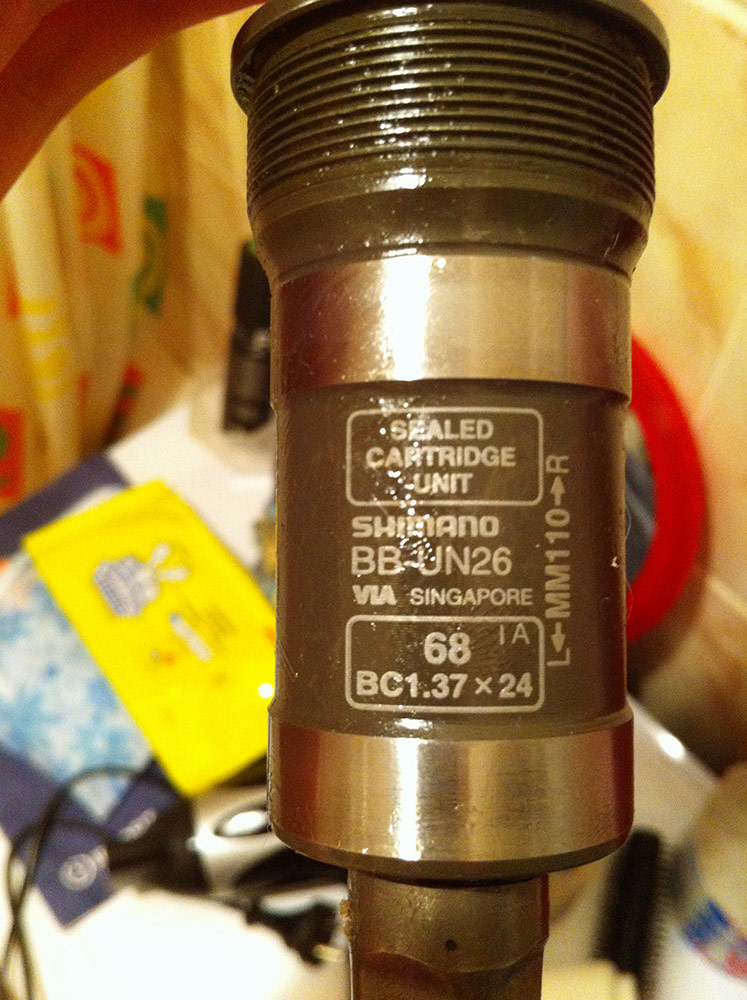 SEALED
CARTRIDGE
UNIT
SHIMANO
BB-UN26
VIA SINGAPORE
68 IA
BC1.37 × 24
L←MM110→R